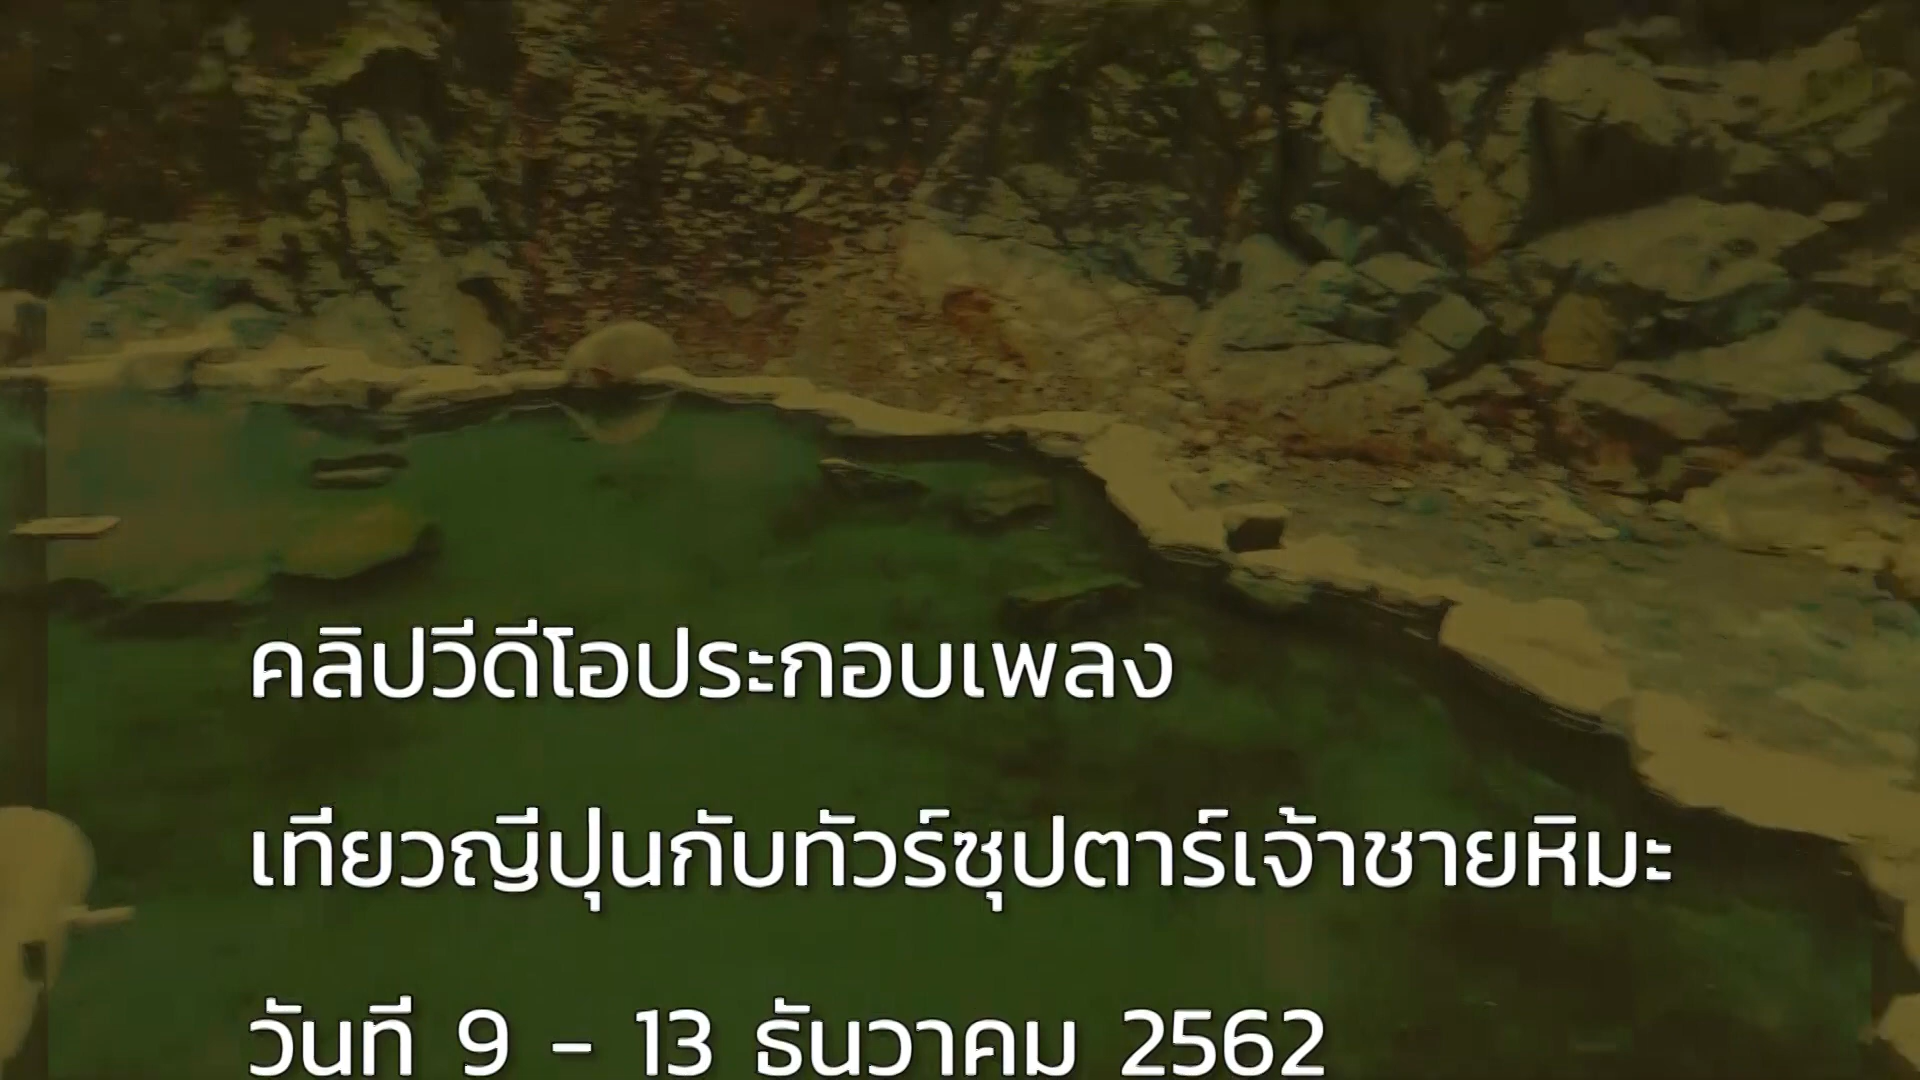 คลิปวีดีโอประกอบเพลง
เที่ยวญี่ปุ่นกับทัวร์ซุปตาร์เจ้าชายหิมะ
วันที่ 9 - 13 ธันวาคม 2562